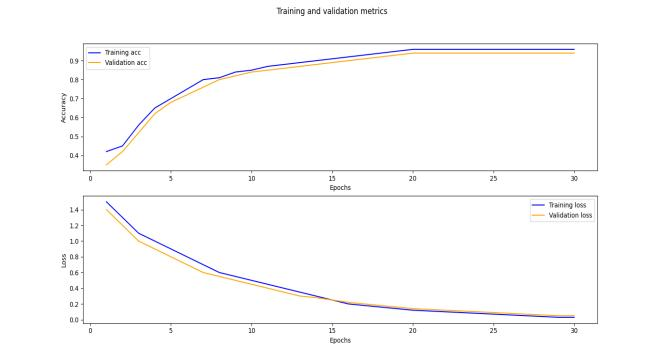 Training and validation metrics
Training acc
Validation acc
Accuracy
0.9
0.8
0.7
0.6
0.5
0.4
0 5 10 15 20 25 30
Epochs
Training loss
Validation loss
Loss
1.4
1.2
1.0
0.8
0.6
0.4
0.2
0.0
0 5 10 15 20 25 30
Epochs